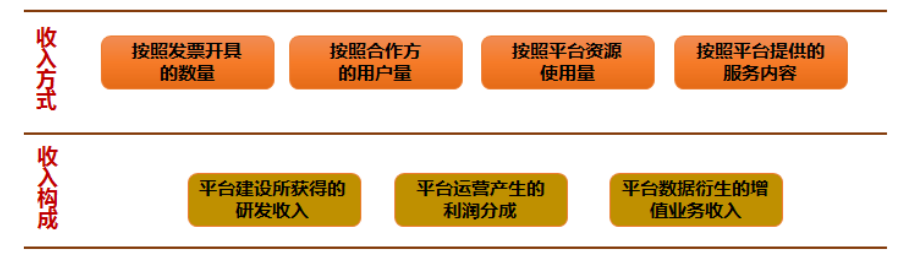 收入方式
按照发票开具
的数量
按照合作方
的用户量
按照平台资源
使用量
按照平台提供的
服务内容
收入构成
平台建设所获得的
研发收入
平台运营产生的
利润分成
平台数据衍生的增
值业务收入